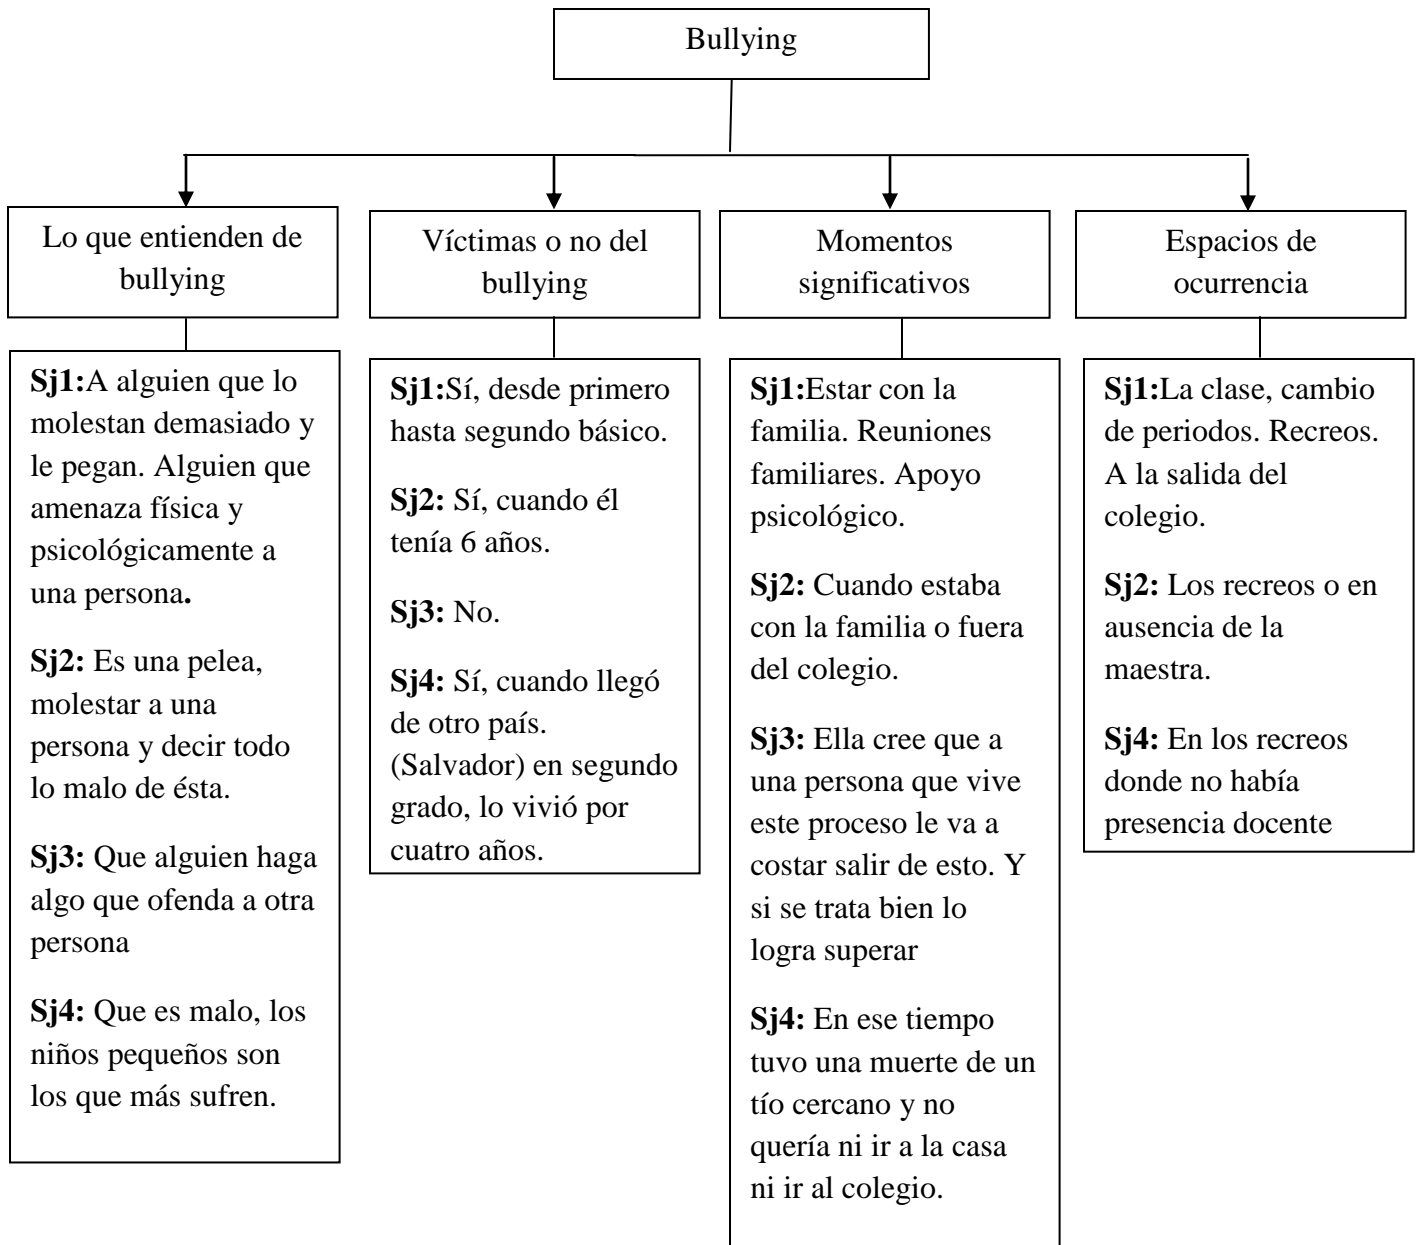 Bullying
Lo que entienden de
bullying
Víctimas o no del
bullying
Momentos
significativos
Espacios de
ocurrencia
Sj1:A alguien que lo
molestan demasiado y
le pegan. Alguien que
amenaza física y
psicológicamente a
una persona.
Sj2: Es una pelea,
molestar a una
persona y decir todo
lo malo de ésta.
Sj3: Que alguien haga
algo que ofenda a otra
persona
Sj4: Que es malo, los
niños pequeños son
los que más sufren.
Sj1:Sí, desde primero
hasta segundo básico.
Sj2: Sí, cuando él
tenía 6 años.
Sj3: No.
Sj4: Sí, cuando llegó
de otro país.
(Salvador) en segundo
grado, lo vivió por
cuatro años.
Sj1:Estar con la
familia. Reuniones
familiares. Apoyo
psicológico.
Sj2: Cuando estaba
con la familia o fuera
del colegio.
Sj3: Ella cree que a
una persona que vive
este proceso le va a
costar salir de esto. Y
si se trata bien lo
logra superar
Sj4: En ese tiempo
tuvo una muerte de un
tío cercano y no
quería ni ir a la casa
ni ir al colegio.
Sj1:La clase, cambio
de periodos. Recreos.
A la salida del
colegio.
Sj2: Los recreos o en
ausencia de la
maestra.
Sj4: En los recreos
donde no había
presencia docente